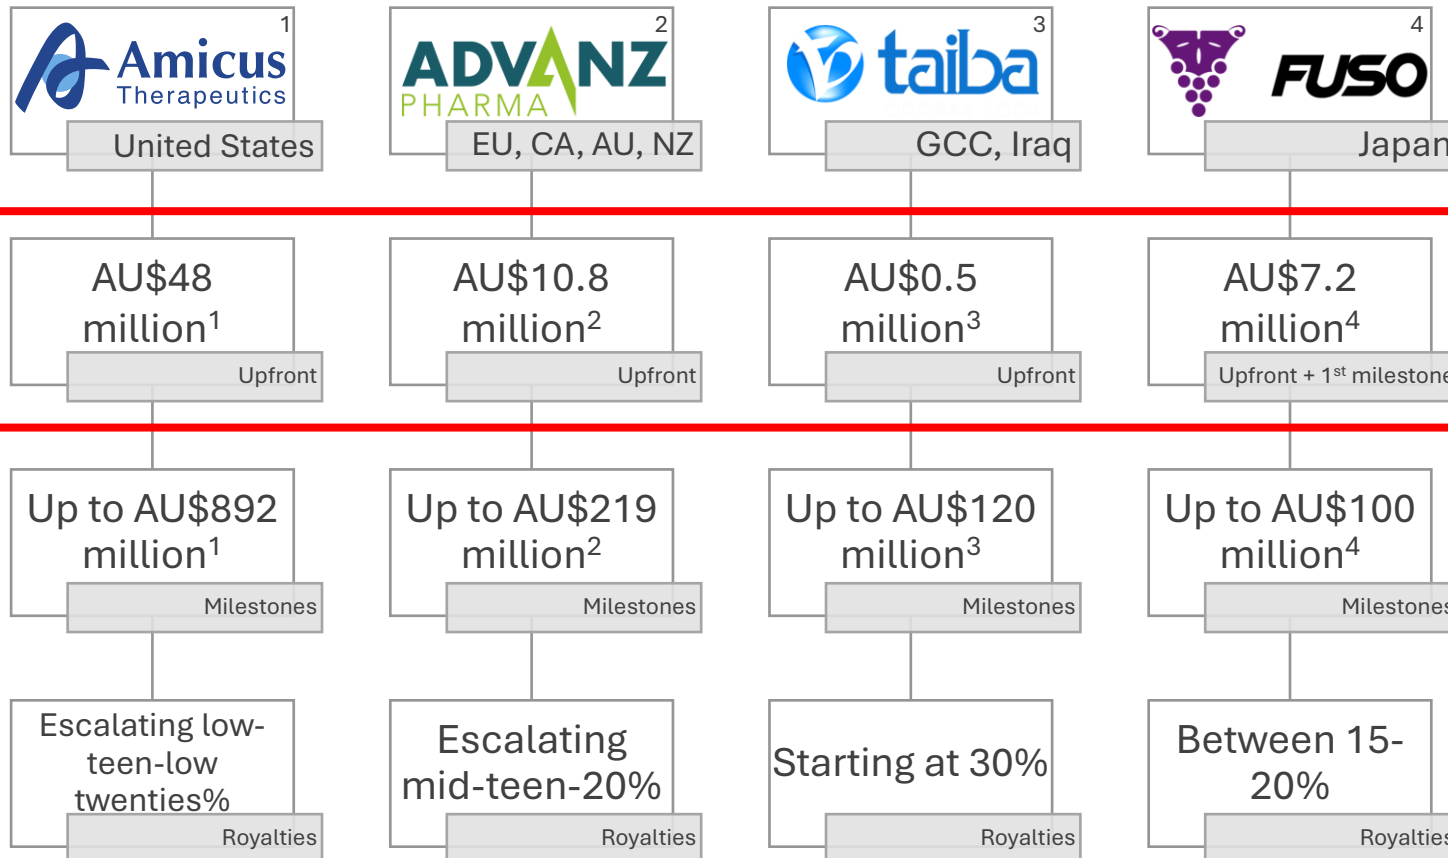 1
Amicus
Therapeutics
United States
2
ADVANZ
PHARMA
EU, CA, AU, NZ
3
taiba
GCC, Iraq
4
FUSO
Japan
AU$48
million¹
Upfront
AU$10.8
million²
Upfront
AU$0.5
million³
Upfront
AU$7.2
million⁴
Upfront + 1st milestone
Up to AU$892
million¹
Milestones
Up to AU$219
million²
Milestones
Up to AU$120
million³
Milestones
Up to AU$100
million⁴
Milestones
Escalating low-
teen-low
twenties%
Royalties
Escalating
mid-teen-20%
Royalties
Starting at 30%
Royalties
Between 15-
20%
Royalties